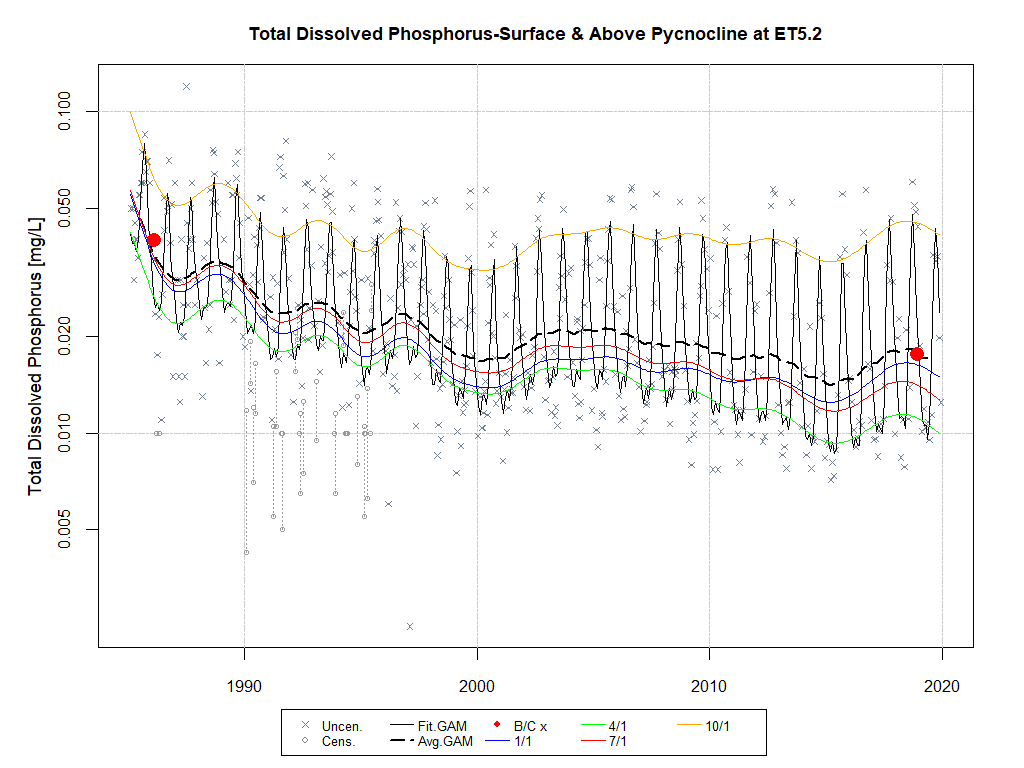 Total Dissolved Phosphorus-Surface & Above Pycnocline at ET5.2
Total Dissolved Phosphorus [mg/L]
0.100
0.050
0.020
0.010
0.005
1990 2000 2010 2020
Uncen. Fit.GAM B/C x 4/1 10/1
Cens. Avg.GAM 1/1 7/1